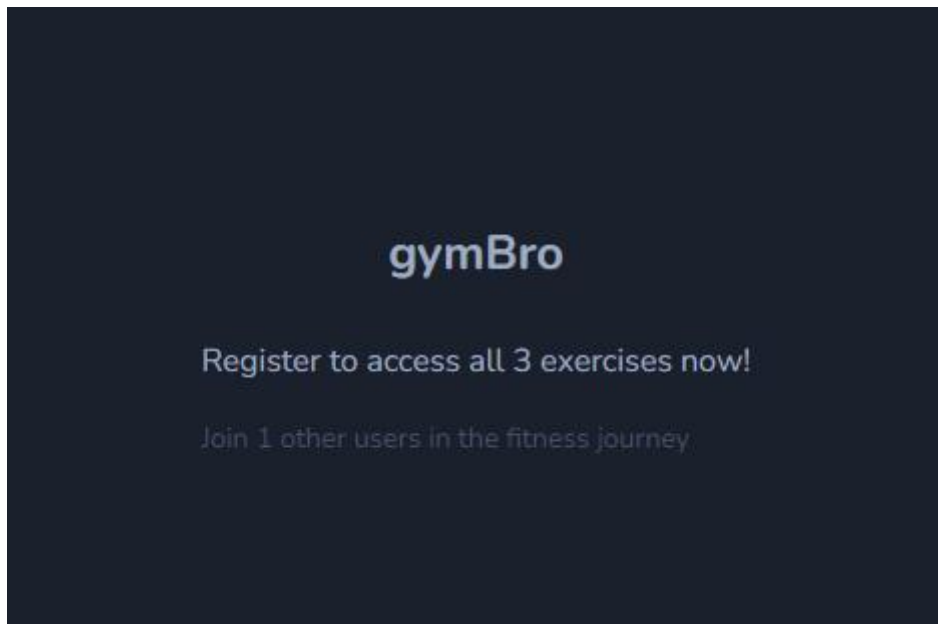 gymBro
Register to access all 3 exercises now!
Join 1 other users in the fitness journey